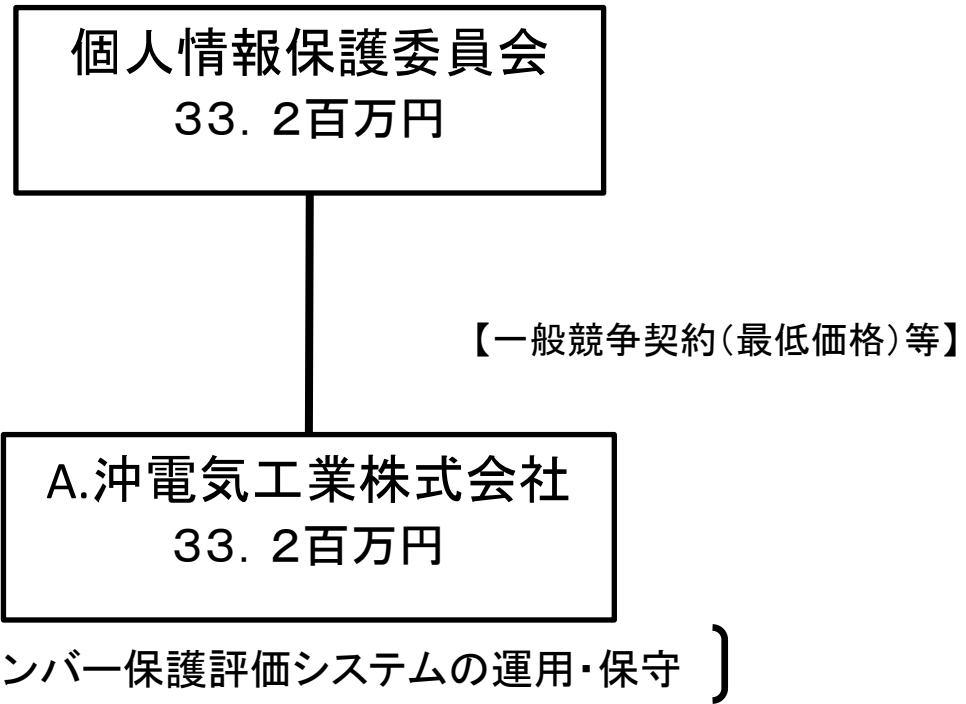 個人情報保護委員会
33．2百万円
【一般競争契約（最低価格）等】
A.沖電気工業株式会社
33．2百万円
ンバー保護評価システムの運用・保守